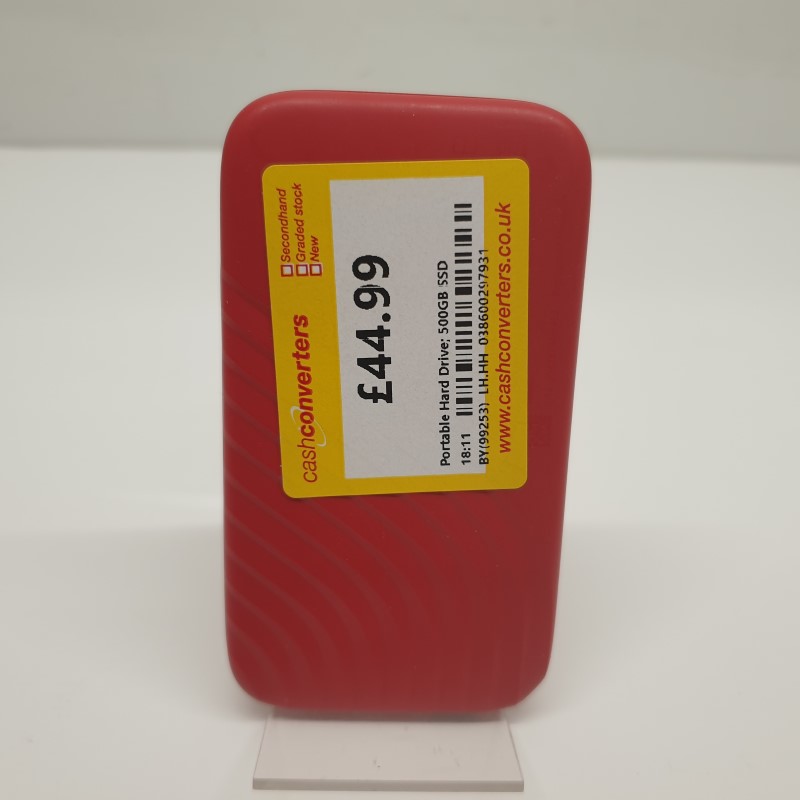 cashconverters
Secondhand
Graded stock
New
£44.99
Portable Hard Drive; 500GB SSD
18:11
BY(99253) LH.HH 038600297931
www.cashconverters.co.uk